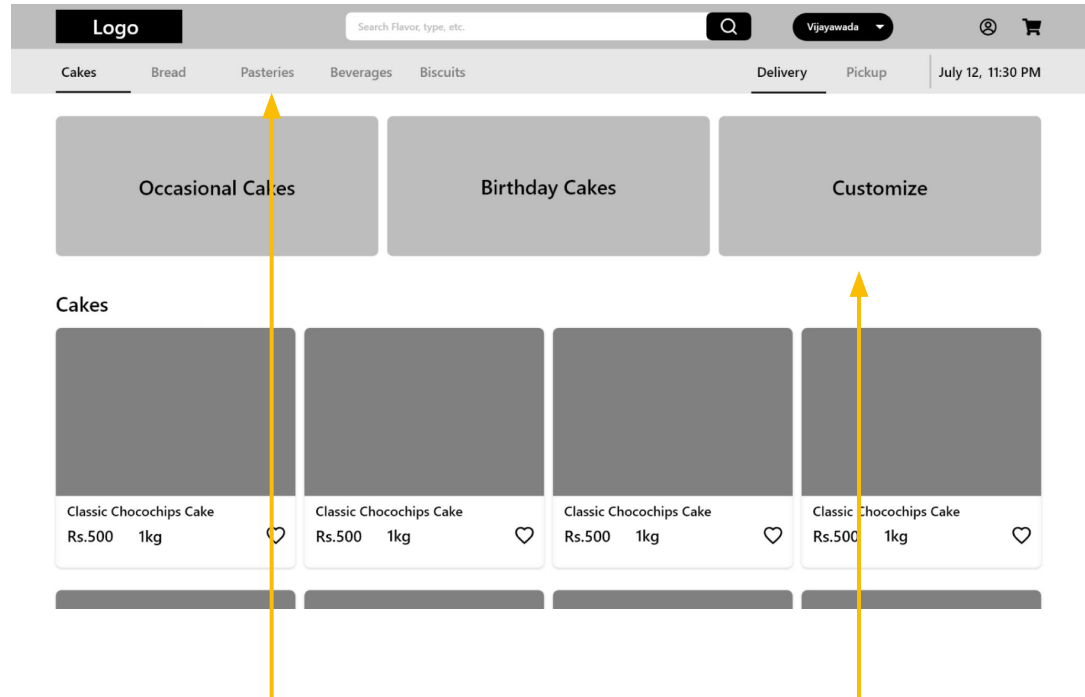 Logo
Search Flavor, type, etc.
Vijayawada
Cakes Bread Pasteries Beverages Biscuits Delivery Pickup July 12, 11:30 PM
Occasional Cakes Birthday Cakes Customize
Cakes
Classic Chocochips Cake Classic Chocochips Cake Classic Chocochips Cake Classic Chocochips Cake
Rs.500 1kg Rs.500 1kg Rs.500 1kg Rs.500 1kg